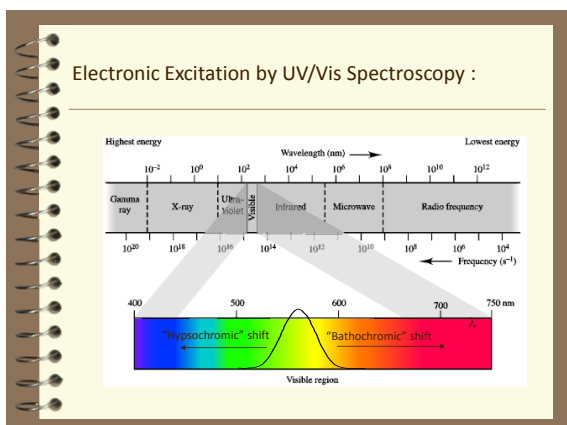 Electronic Excitation by UV/Vis Spectroscopy :
Highest energy
Lowest energy
Wavelength (nm)
10⁻² 10⁰ 10² 10⁴ 10⁶ 10⁸ 10¹⁰ 10¹²
Gamma
ray
X-ray
Ultra-
violet
Visible
Infrared
Microwave
Radio frequency
10²⁰ 10¹⁸ 10¹⁶ 10¹⁴ 10¹² 10¹⁰ 10⁸ 10⁶ 10⁴
Frequency (s⁻¹)
400 500 600 700 750 nm
λ
"Hypsochromic" shift
"Bathochromic" shift
Visible region